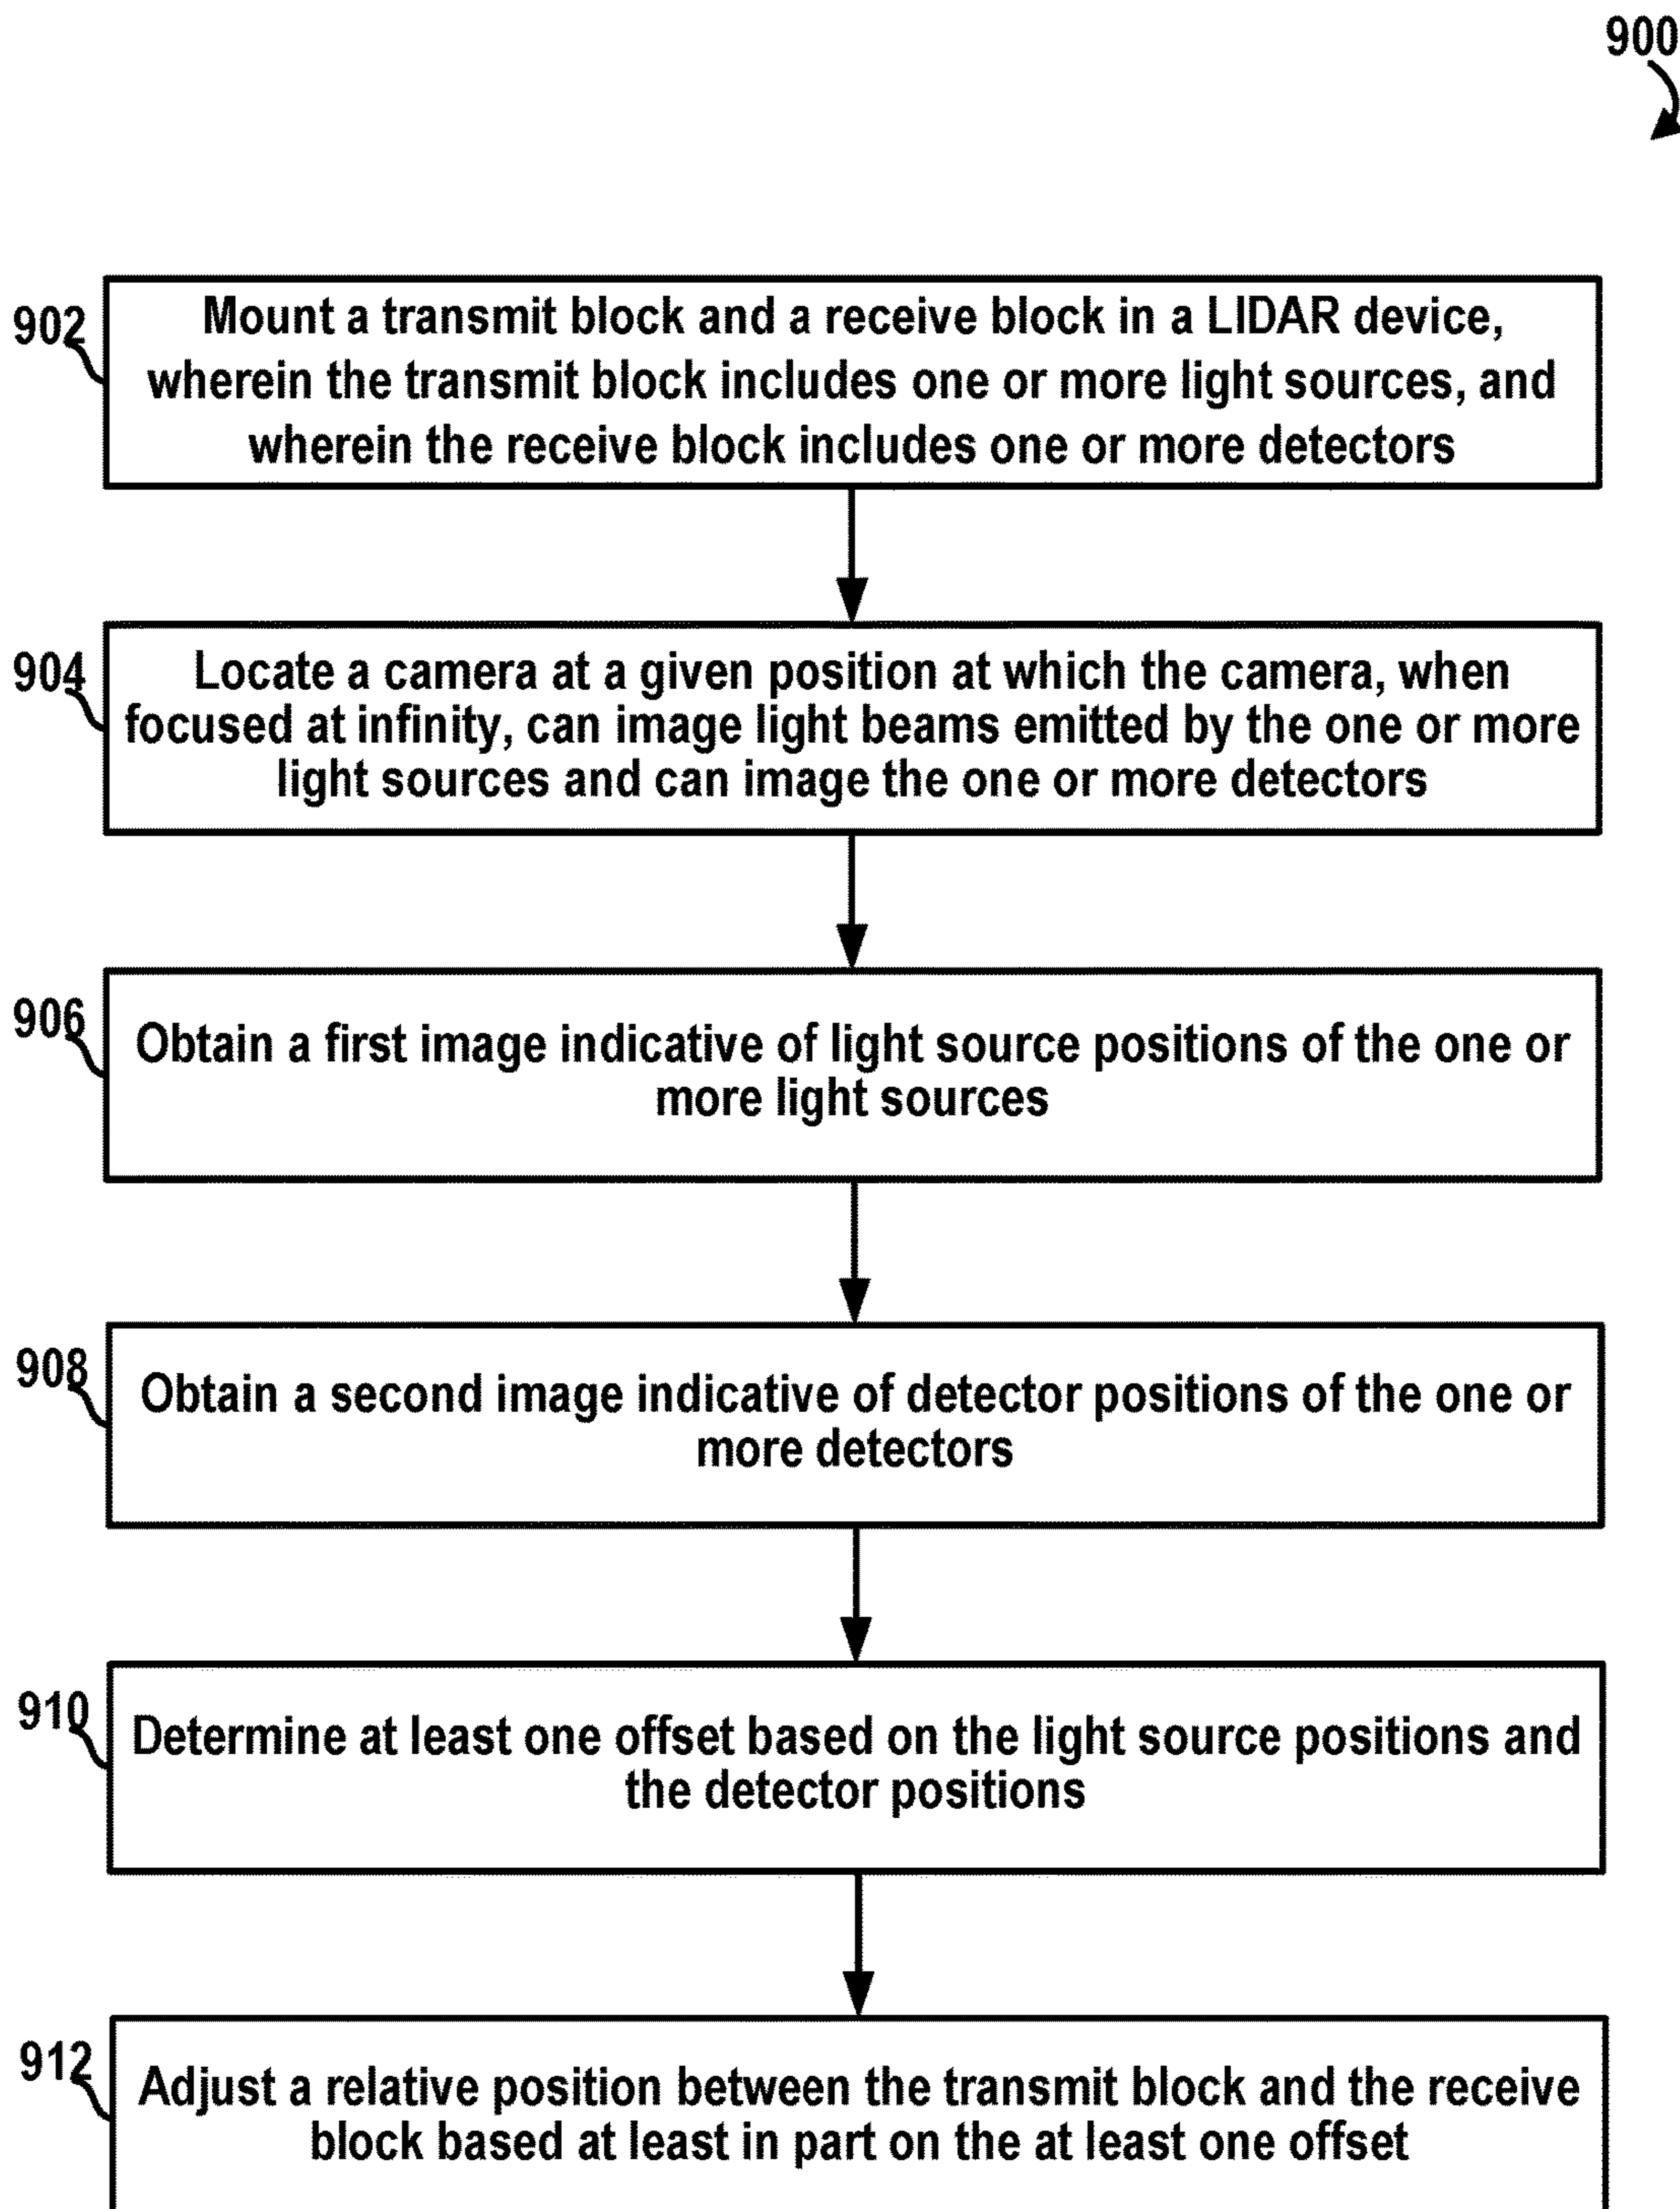 900
902
Mount a transmit block and a receive block in a LIDAR device,
wherein the transmit block includes one or more light sources, and
wherein the receive block includes one or more detectors
904
Locate a camera at a given position at which the camera, when
focused at infinity, can image light beams emitted by the one or more
light sources and can image the one or more detectors
906
Obtain a first image indicative of light source positions of the one or
more light sources
908
Obtain a second image indicative of detector positions of the one or
more detectors
910
Determine at least one offset based on the light source positions and
the detector positions
912
Adjust a relative position between the transmit block and the receive
block based at least in part on the at least one offset